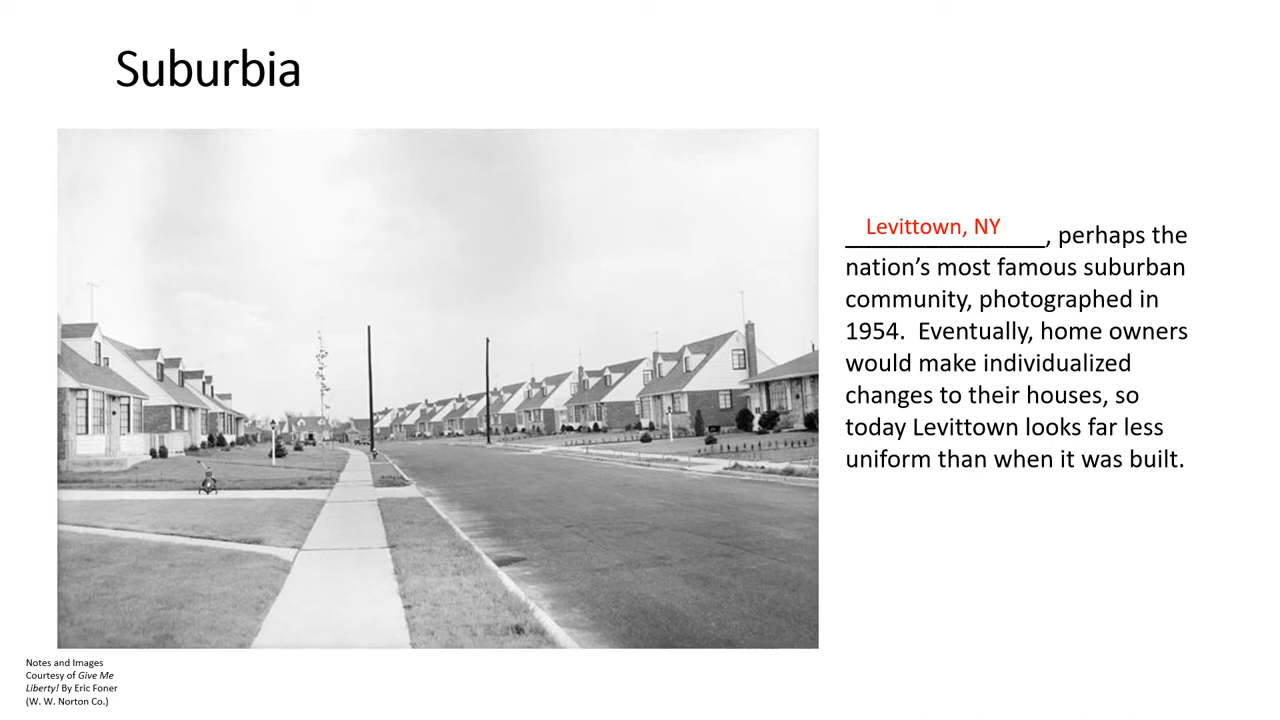 Suburbia
Levittown, NY
________________, perhaps the
nation’s most famous suburban
community, photographed in
1954.  Eventually, home owners
would make individualized
changes to their houses, so
today Levittown looks far less
uniform than when it was built.
Notes and Images
Courtesy of Give Me
Liberty! By Eric Foner
(W. W. Norton Co.)